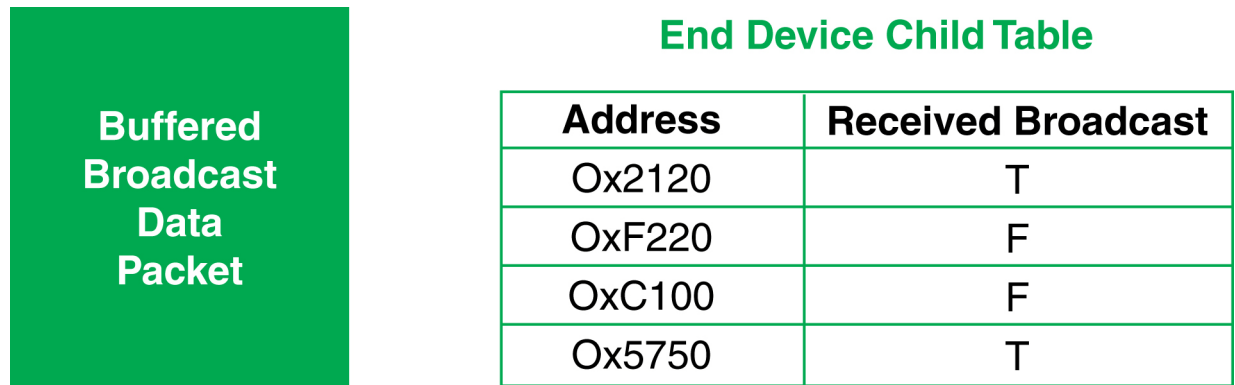 Buffered
Broadcast
Data
Packet
End Device Child Table
Address Received Broadcast
Ox2120 T
OxF220 F
OxC100 F
Ox5750 T